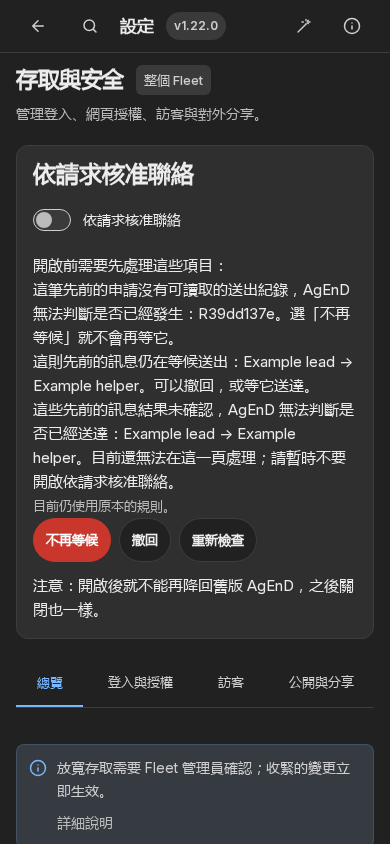 設定
v1.22.0
存取與安全
整個 Fleet
管理登入、網頁授權、訪客與對外分享。
依請求核准聯絡
依請求核准聯絡
開啟前需要先處理這些項目：
這筆先前的申請沒有可讀取的送出紀錄，AgEnD
無法判斷是否已經發生：R39dd137e。選「不再
等候」就不會再等它。
這則先前的訊息仍在等候送出：Example lead →
Example helper。可以撤回，或等它送達。
這些先前的訊息結果未確認，AgEnD 無法判斷是
否已經送達：Example lead → Example
helper。目前還無法在這一頁處理；請暫時不要
開啟依請求核准聯絡。
目前仍使用原本的規則。
不再等候
撤回
重新檢查
注意：開啟後就不能再降回舊版 AgEnD，之後關
閉也一樣。
總覽
登入與授權
訪客
公開與分享
放寬存取需要 Fleet 管理員確認；收緊的變更立
即生效。
詳細說明